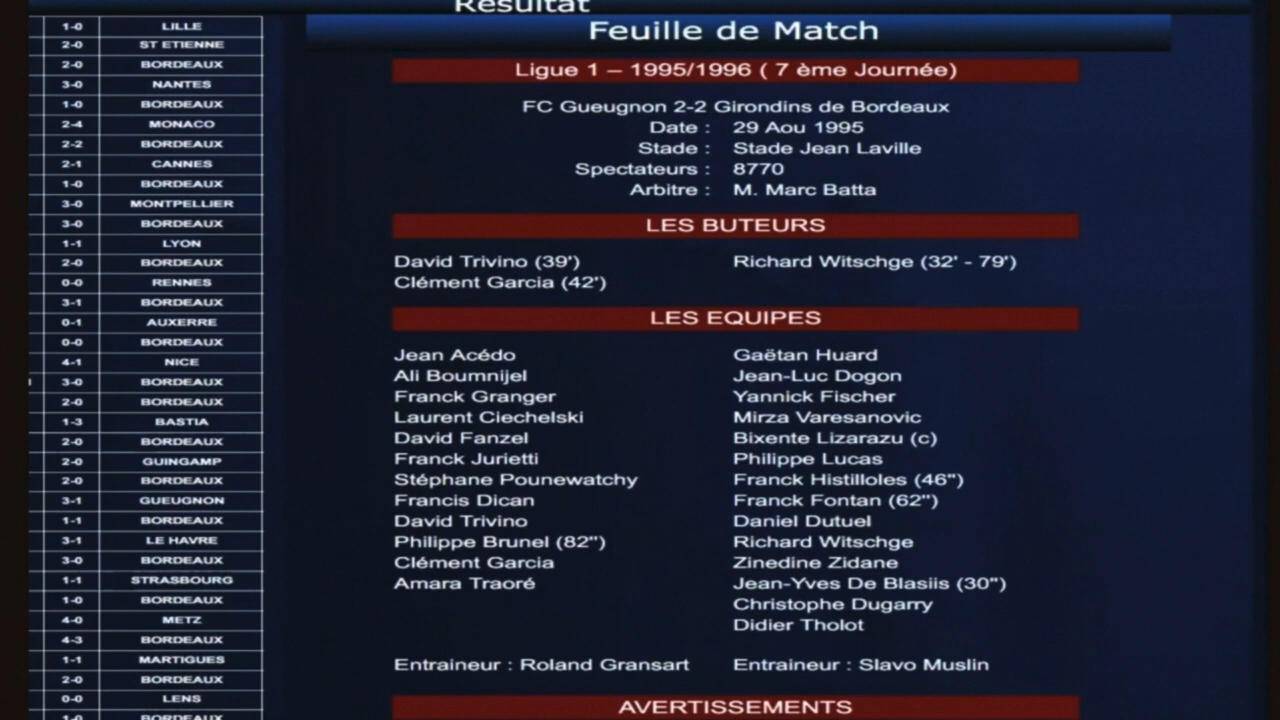 Résultat
1-0 LILLE
2-0 ST ETIENNE
2-0 BORDEAUX
3-0 NANTES
1-0 BORDEAUX
2-4 MONACO
2-2 BORDEAUX
2-1 CANNES
1-0 BORDEAUX
3-0 MONTPELLIER
3-0 BORDEAUX
1-1 LYON
2-0 BORDEAUX
0-0 RENNES
3-1 BORDEAUX
0-1 AUXERRE
0-0 BORDEAUX
4-1 NICE
3-0 BORDEAUX
2-0 BORDEAUX
1-3 BASTIA
2-0 BORDEAUX
2-0 GUINGAMP
2-0 BORDEAUX
3-1 GUEUGNON
1-1 BORDEAUX
3-1 LE HAVRE
3-0 BORDEAUX
1-1 STRASBOURG
1-0 BORDEAUX
4-0 METZ
4-3 BORDEAUX
1-1 MARTIGUES
2-0 BORDEAUX
0-0 LENS
1-0 BORDEAUX
Feuille de Match
Ligue 1 – 1995/1996 ( 7 ème Journée)
FC Gueugnon 2-2 Girondins de Bordeaux
Date : 29 Aou 1995
Stade : Stade Jean Laville
Spectateurs : 8770
Arbitre : M. Marc Batta
LES BUTEURS
David Trivino (39') Richard Witschge (32' - 79')
Clément Garcia (42')
LES EQUIPES
Jean Acédo Gaëtan Huard
Ali Boumnijel Jean-Luc Dogon
Franck Granger Yannick Fischer
Laurent Ciechelski Mirza Varesanovic
David Fanzel Bixente Lizarazu (c)
Franck Jurietti Philippe Lucas
Stéphane Pounewatchy Franck Histilloles (46")
Francis Dican Franck Fontan (62")
David Trivino Daniel Dutuel
Philippe Brunel (82") Richard Witschge
Clément Garcia Zinedine Zidane
Amara Traoré Jean-Yves De Blasiis (30")
Christophe Dugarry
Didier Tholot
Entraineur : Roland Gransart Entraineur : Slavo Muslin
AVERTISSEMENTS